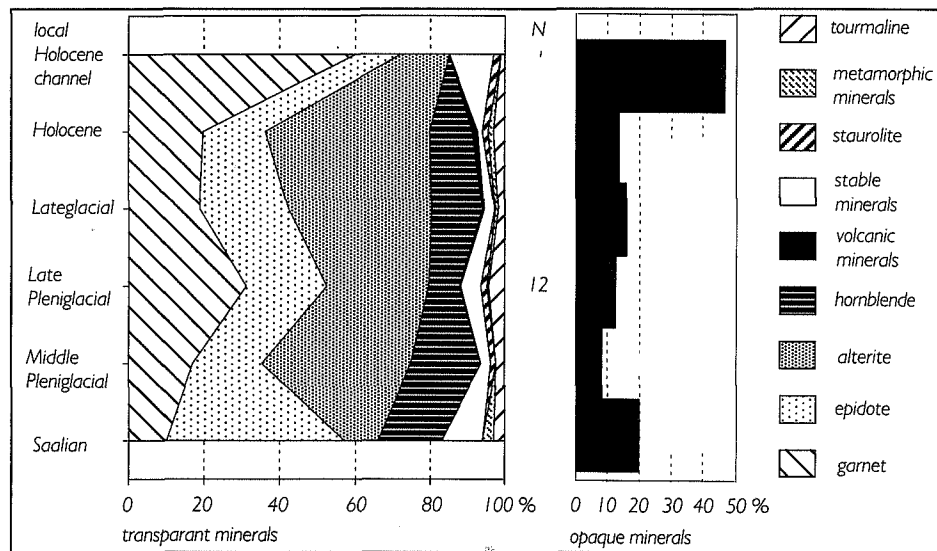 local
Holocene
channel
Holocene
Lateglacial
Late
Pleniglacial
Middle
Pleniglacial
Saalian
0 20 40 60 80 100 %
transparant minerals
N
12
0 10 20 30 40 50 %
opaque minerals
tourmaline
metamorphic
minerals
staurolite
stable
minerals
volcanic
minerals
hornblende
alterite
epidote
garnet